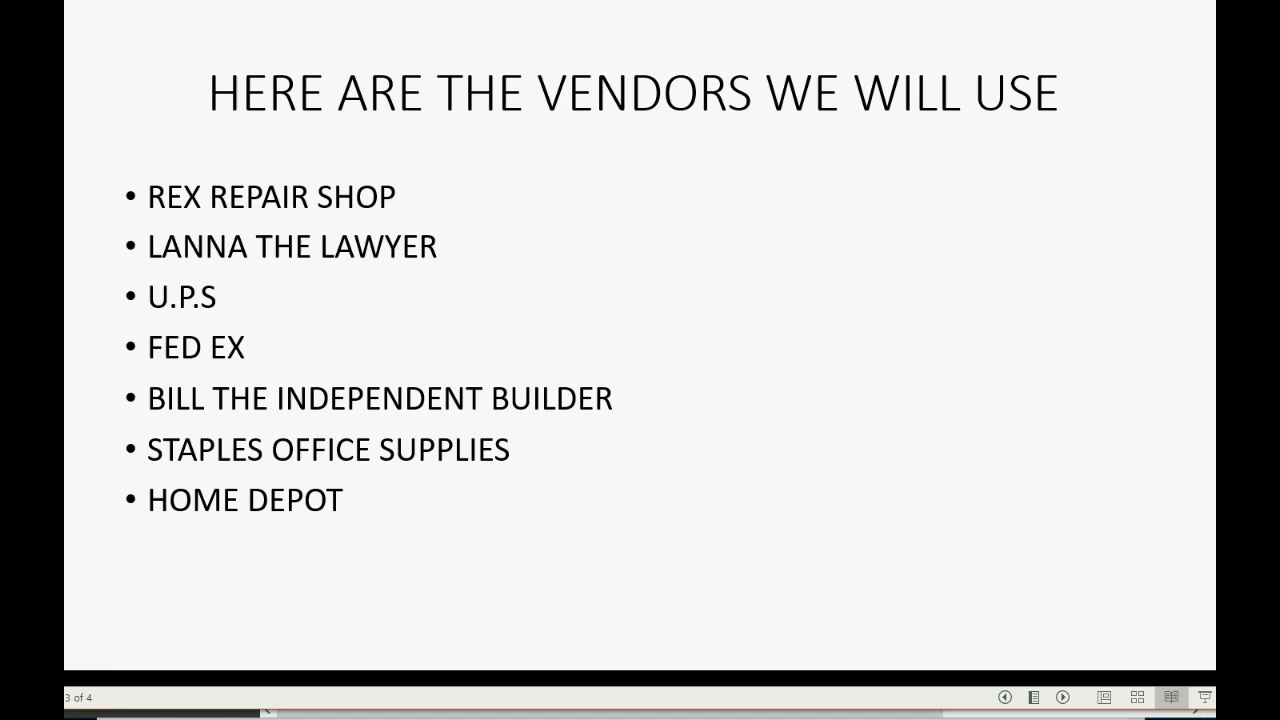 HERE ARE THE VENDORS WE WILL USE
• REX REPAIR SHOP
• LANNA THE LAWYER
• U.P.S
• FED EX
• BILL THE INDEPENDENT BUILDER
• STAPLES OFFICE SUPPLIES
• HOME DEPOT
3 of 4